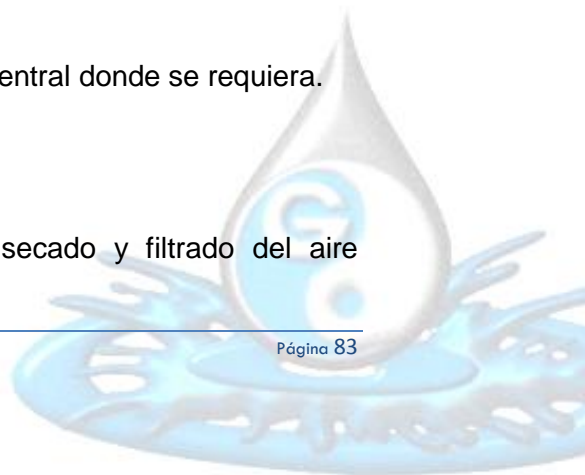 entral donde se requiera.
secado y filtrado del aire
Página 83